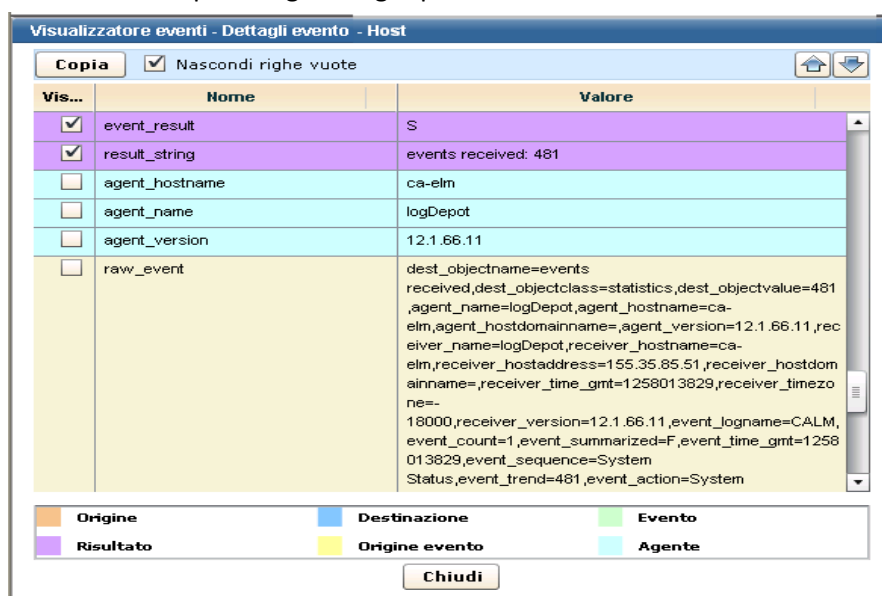 Visualizzatore eventi - Dettagli evento - Host
Copia Nascondi righe vuote
Vis... Nome Valore
event_result S
result_string events received: 481
agent_hostname ca-elm
agent_name logDepot
agent_version 12.1.66.11
raw_event dest_objectname=events
received,dest_objectclass=statistics,dest_objectvalue=481
,agent_name=logDepot,agent_hostname=ca-
elm,agent_hostdomainname=,agent_version=12.1.66.11,rec
eiver_name=logDepot,receiver_hostname=ca-
elm,receiver_hostaddress=155.35.85.51,receiver_hostdom
ainname=,receiver_time_gmt=1258013829,receiver_timezo
ne=-
18000,receiver_version=12.1.66.11,event_logname=CALM,
event_count=1,event_summarized=F,event_time_gmt=1258
013829,event_sequence=System
Status,event_trend=481,event_action=System
Origine Destinazione Evento
Risultato Origine evento Agente
Chiudi